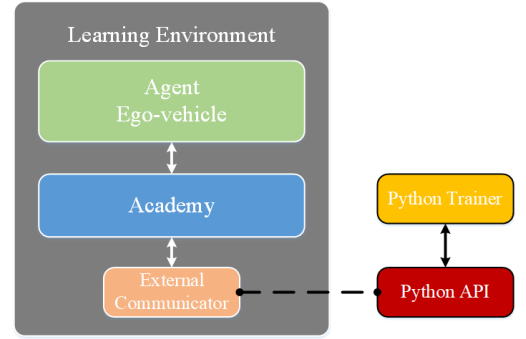 Learning Environment
Agent
Ego-vehicle
Academy
External
Communicator
Python Trainer
Python API